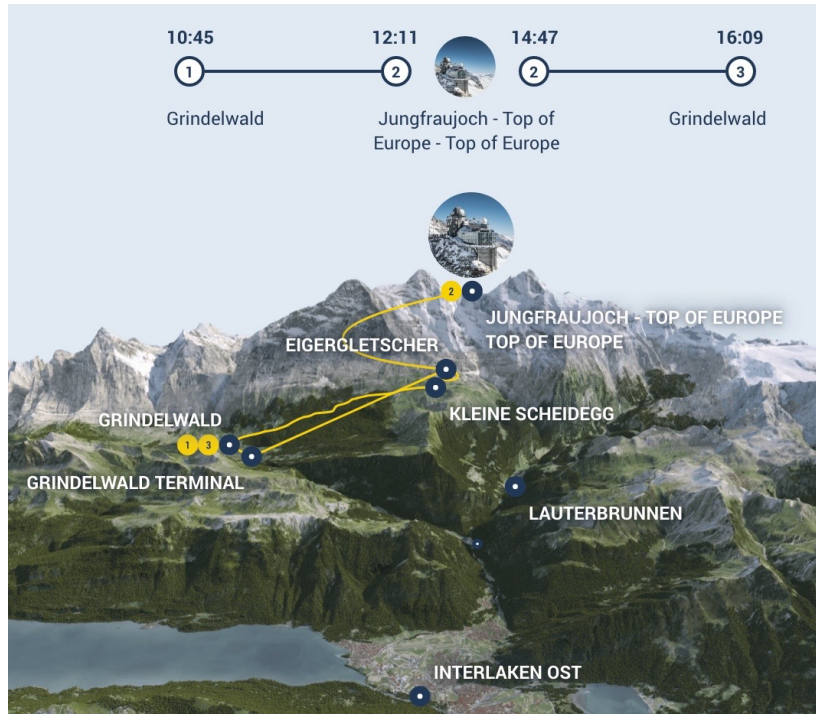 10:45
12:11
14:47
16:09
1
2
2
3
Grindelwald
Jungfraujoch - Top of
Europe - Top of Europe
Grindelwald
2
JUNGFRAUJOCH - TOP OF EUROPE
TOP OF EUROPE
EIGERGLETSCHER
KLEINE SCHEIDEGG
GRINDELWALD
1 3
GRINDELWALD TERMINAL
LAUTERBRUNNEN
INTERLAKEN OST